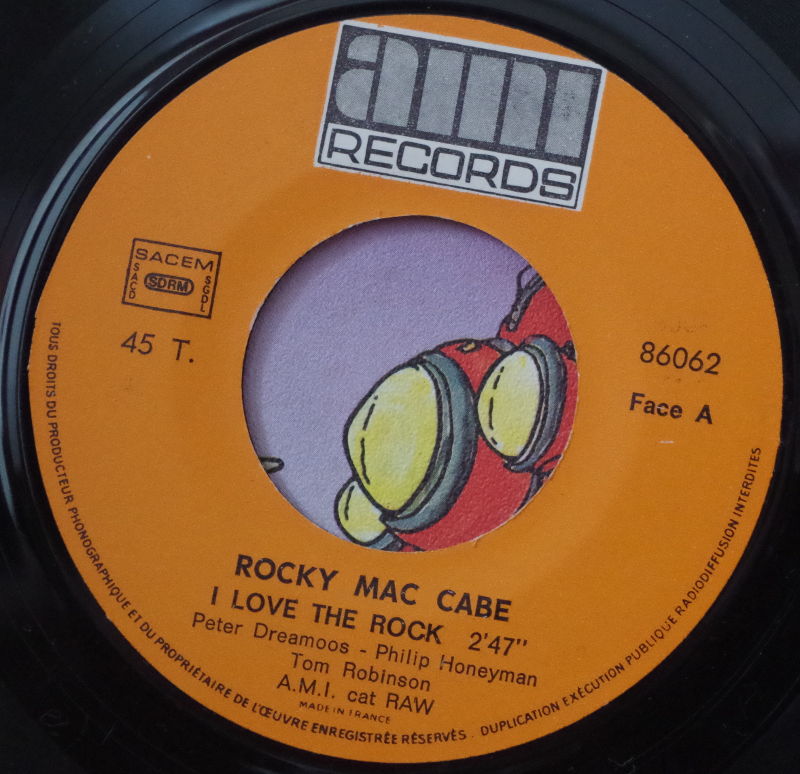 ami
RECORDS
SACEM
SACD
SDRM
SGDL
45 T.
86062
Face A
ROCKY MAC CABE
I LOVE THE ROCK 2'47"
Peter Dreamoos - Philip Honeyman
Tom Robinson
A.M.I. cat RAW
MADE IN FRANCE
TOUS DROITS DU PRODUCTEUR PHONOGRAPHIQUE ET DU PROPRIÉTAIRE DE L'ŒUVRE ENREGISTRÉE RÉSERVÉS. DUPLICATION EXÉCUTION PUBLIQUE RADIODIFFUSION INTERDITES